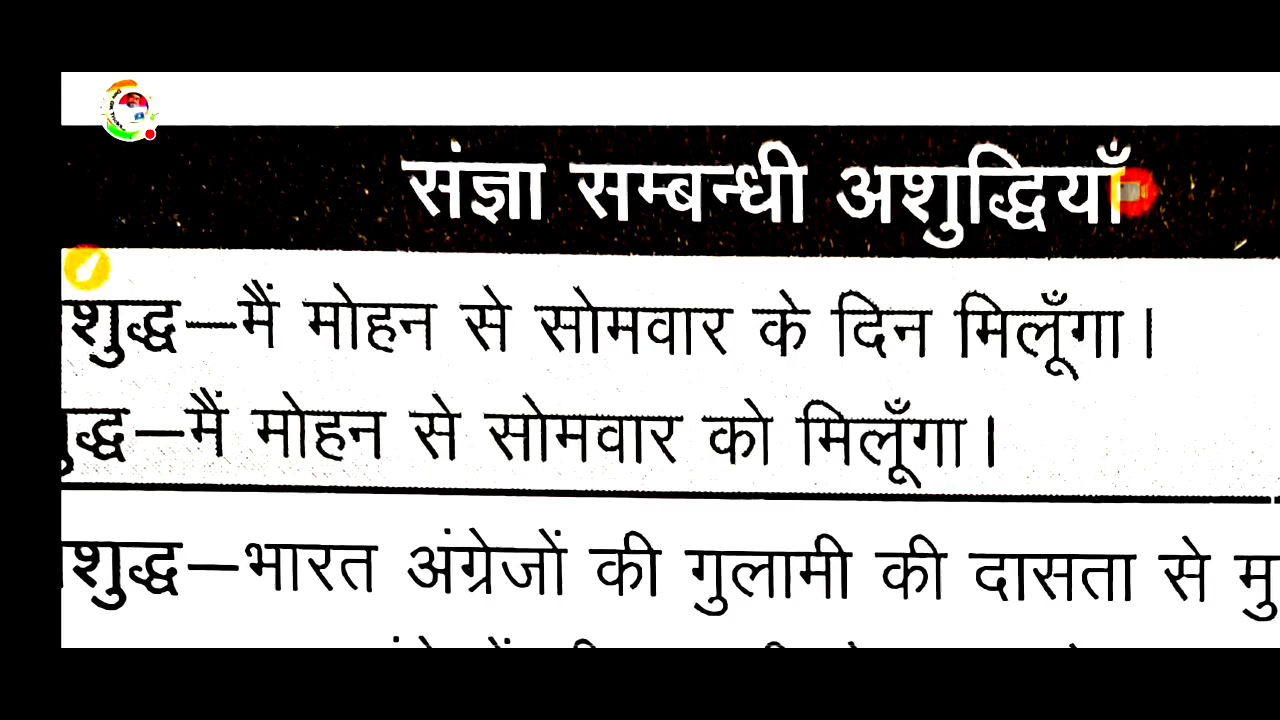 संज्ञा सम्बन्धी अशुद्धियाँ
शुद्ध—मैं मोहन से सोमवार के दिन मिलूँगा।
द्ध—मैं मोहन से सोमवार को मिलूँगा।
शुद्ध—भारत अंग्रेजों की गुलामी की दासता से मु